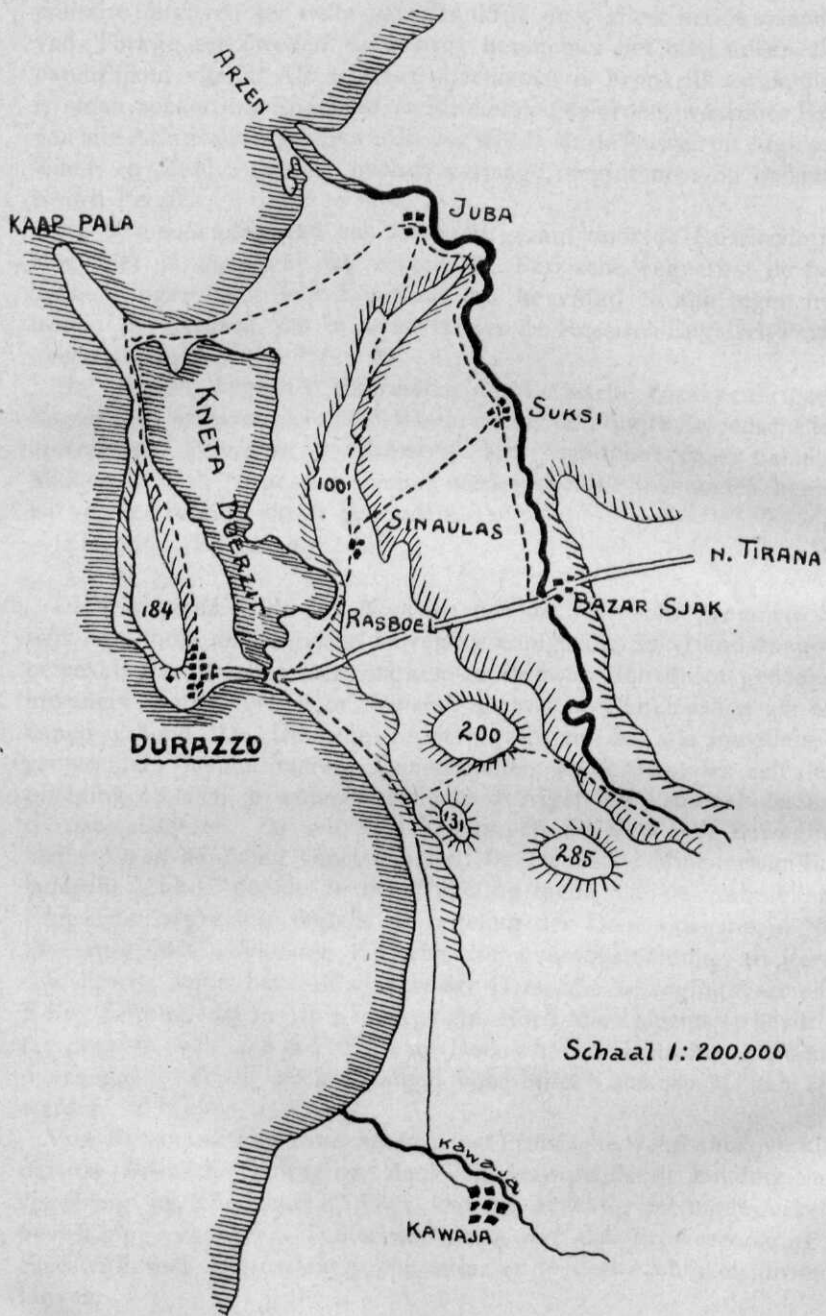 ARZEN
KAAP PALA
JUBA
KNETA
DOERZIT
SUKSI
100
SINAULAS
N. TIRANA
184
RASBOEL
BAZAR SJAK
DURAZZO
200
131
285
Schaal 1:200.000
KAWAJA
KAWAJA